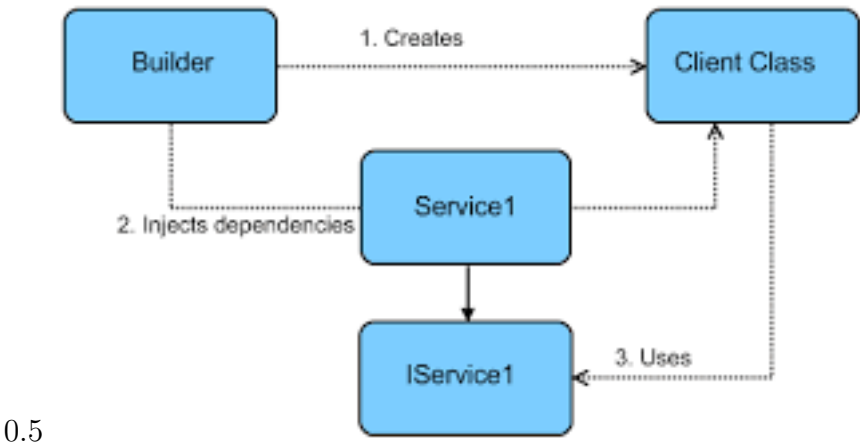 1. Creates
Builder
Client Class
Service1
2. Injects dependencies
IService1
3. Uses
0.5